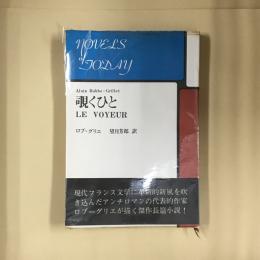 NOVELS
OF TODAY
Alain Robbe-Grillet
覗くひと
LE VOYEUR
ロブ-グリエ 望月芳郎 訳
現代フランス文学に革新的新風を吹
き込んだアンチロマンの代表的作家
ロブ=グリエが描く傑作長篇小説!